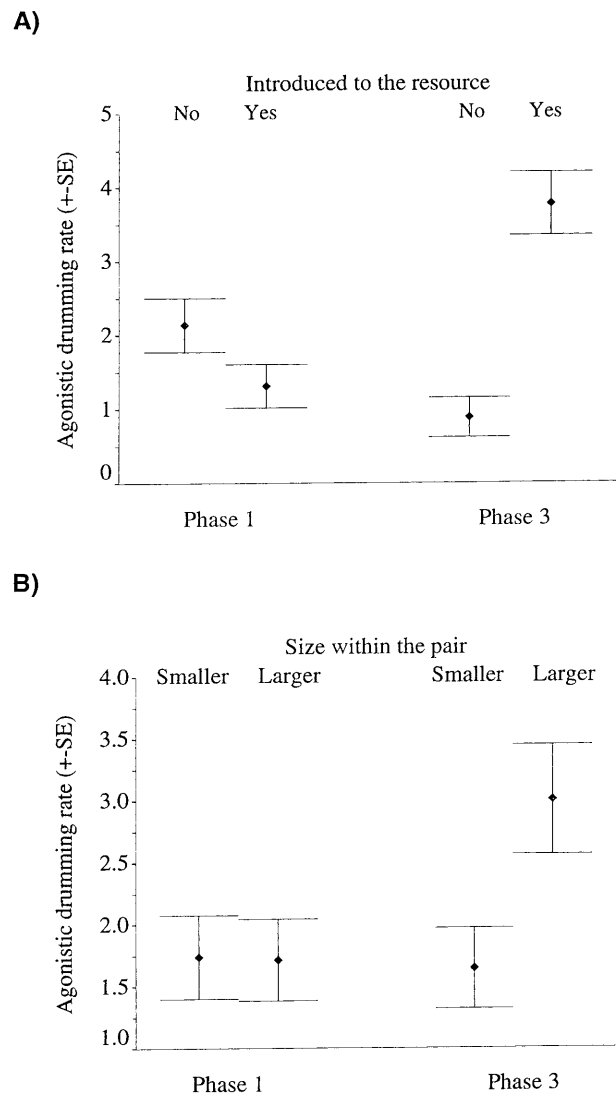 A)
Introduced to the resource
No Yes No Yes
5
4
3
2
1
0
Agonistic drumming rate (+-SE)
Phase 1 Phase 3
B)
Size within the pair
Smaller Larger Smaller Larger
4.0
3.5
3.0
2.5
2.0
1.5
1.0
Agonistic drumming rate (+-SE)
Phase 1 Phase 3